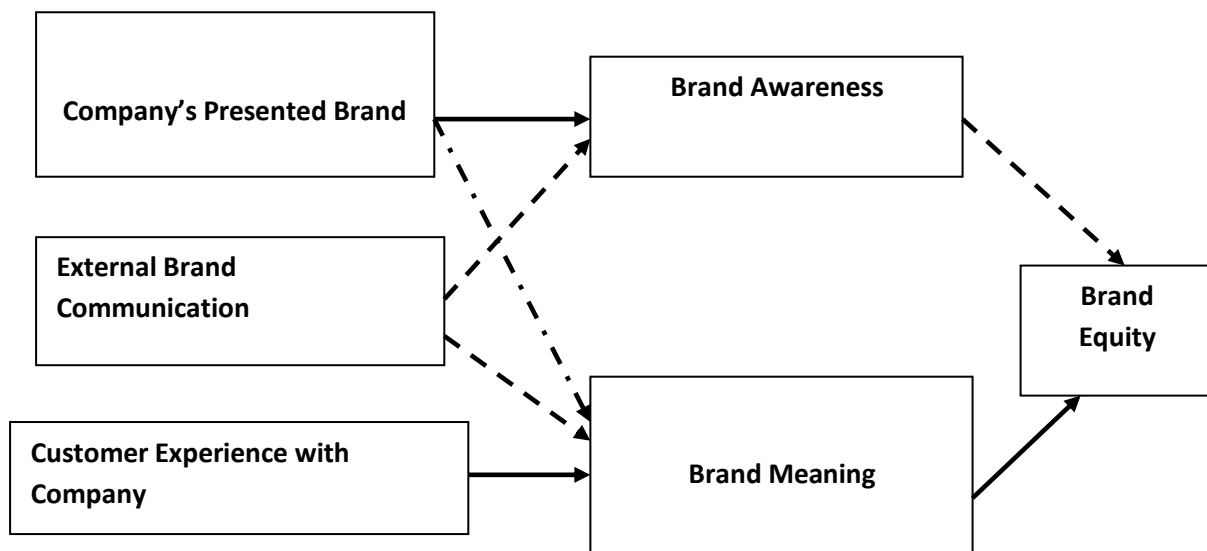 Company’s Presented Brand
Brand Awareness
External Brand
Communication
Brand
Equity
Customer Experience with
Company
Brand Meaning